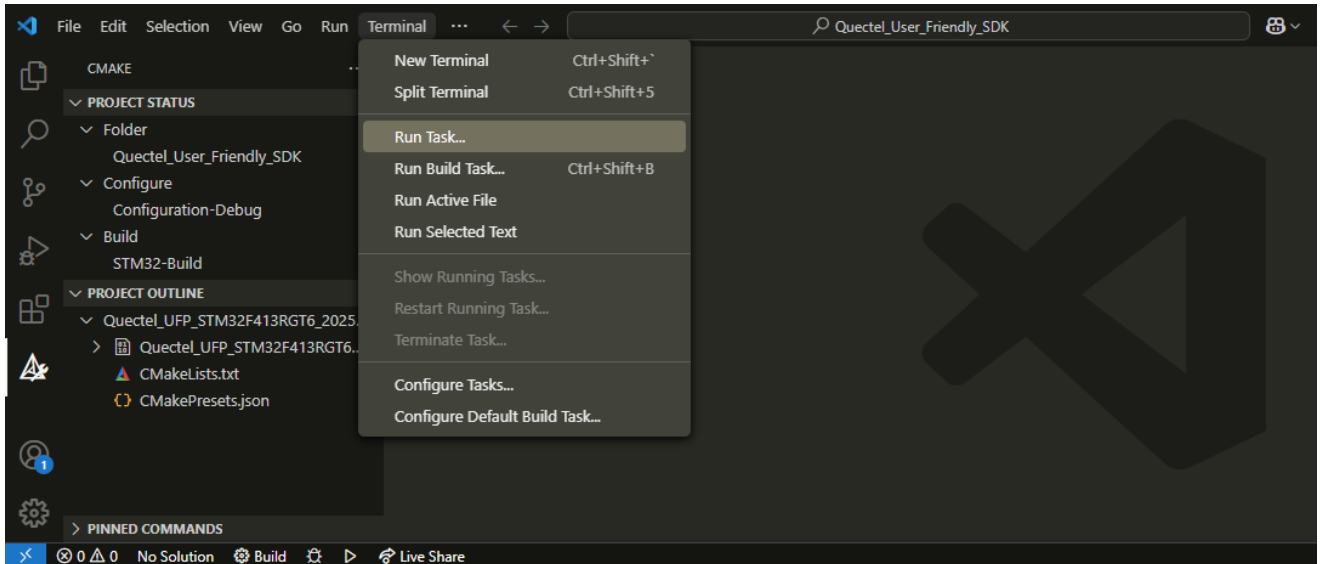 File Edit Selection View Go Run Terminal ··· Quectel_User_Friendly_SDK
CMAKE
PROJECT STATUS
Folder
Quectel_User_Friendly_SDK
Configure
Configuration-Debug
Build
STM32-Build
PROJECT OUTLINE
Quectel_UFP_STM32F413RGT6_2025.
Quectel_UFP_STM32F413RGT6..
CMakeLists.txt
CMakePresets.json
PINNED COMMANDS
New Terminal Ctrl+Shift+`
Split Terminal Ctrl+Shift+5
Run Task...
Run Build Task... Ctrl+Shift+B
Run Active File
Run Selected Text
Show Running Tasks...
Restart Running Task...
Terminate Task...
Configure Tasks...
Configure Default Build Task...
1
0 0 No Solution Build Live Share